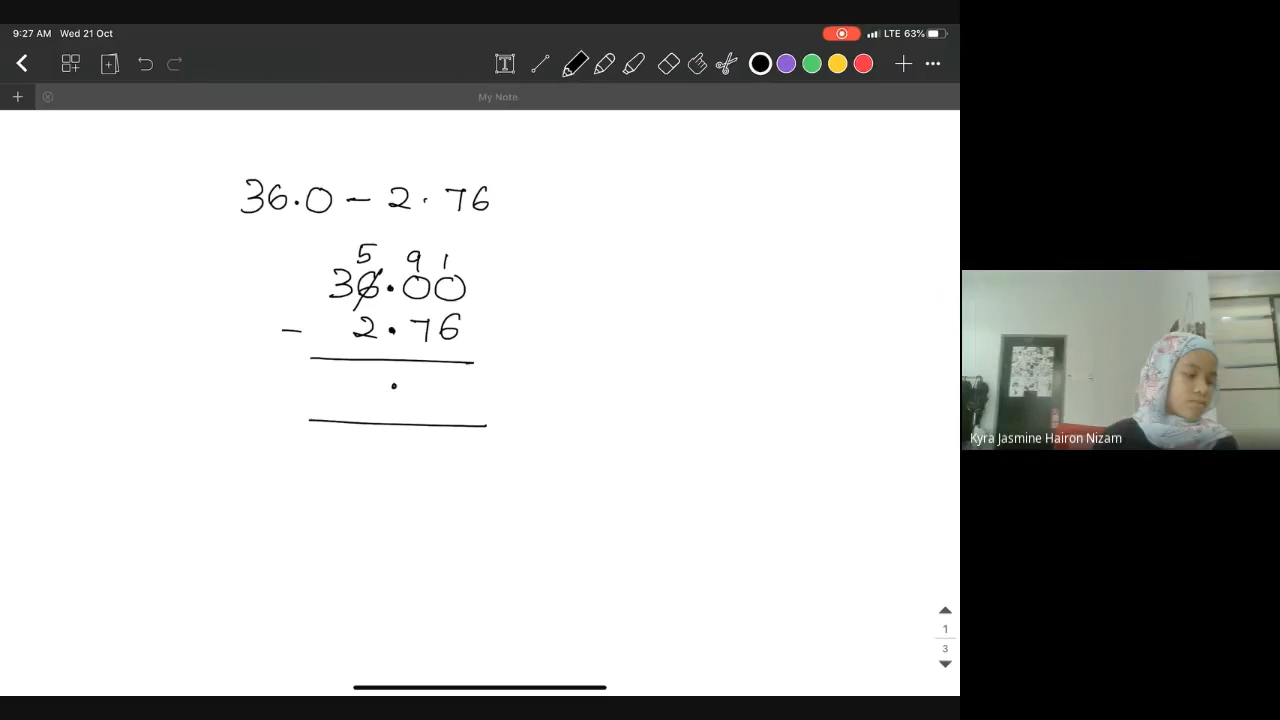 9:27 AM Wed 21 Oct
LTE 63%
T
My Note
36.0 - 2.76
5 9 1
36.00
- 2.76
.
Kyra Jasmine Hairon Nizam
1
3